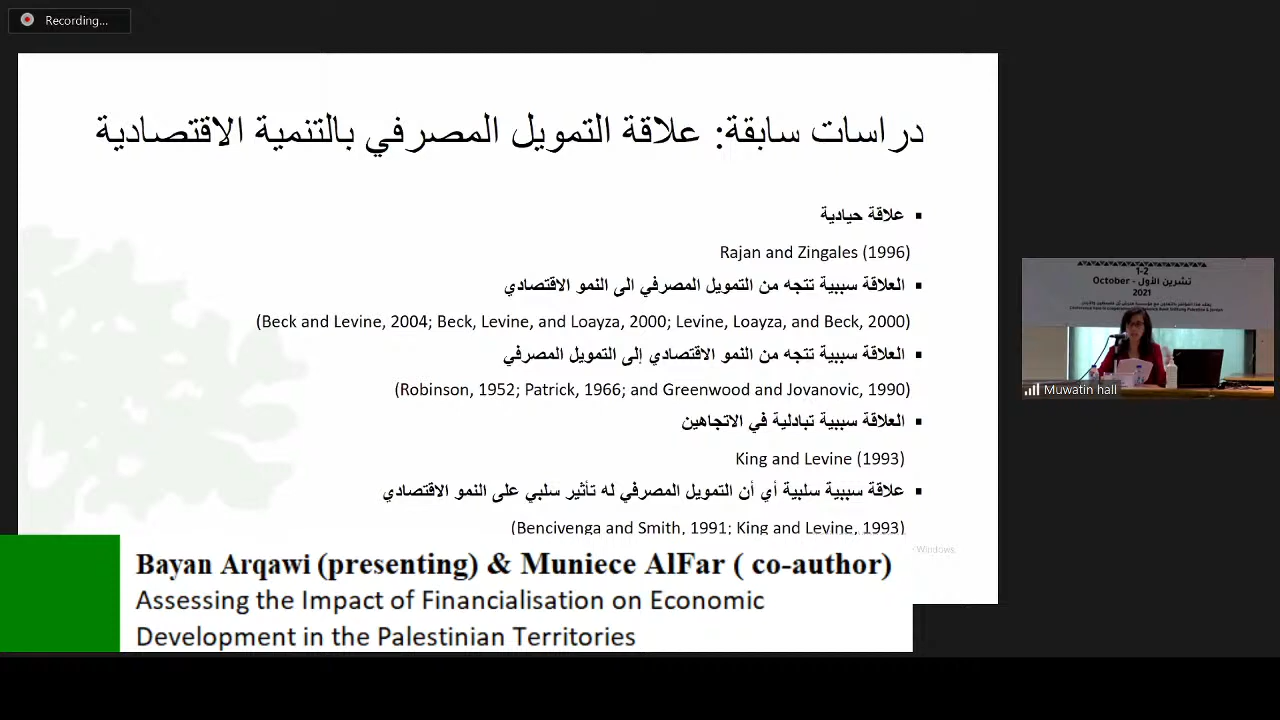 Recording...
دراسات سابقة: علاقة التمويل المصرفي بالتنمية الاقتصادية
▪ علاقة حيادية
Rajan and Zingales (1996)
▪ العلاقة سببية تتجه من التمويل المصرفي الى النمو الاقتصادي
(Beck and Levine, 2004; Beck, Levine, and Loayza, 2000; Levine, Loayza, and Beck, 2000)
▪ العلاقة سببية تتجه من النمو الاقتصادي إلى التمويل المصرفي
(Robinson, 1952; Patrick, 1966; and Greenwood and Jovanovic, 1990)
▪ العلاقة سببية تبادلية في الاتجاهين
King and Levine (1993)
▪ علاقة سببية سلبية أي أن التمويل المصرفي له تأثير سلبي على النمو الاقتصادي
(Bencivenga and Smith, 1991; King and Levine, 1993)
Windows
Bayan Arqawi (presenting) & Muniece AlFar ( co-author)
Assessing the Impact of Financialisation on Economic
Development in the Palestinian Territories
1-2
تشرين الأول - October
2021
Muwatin hall